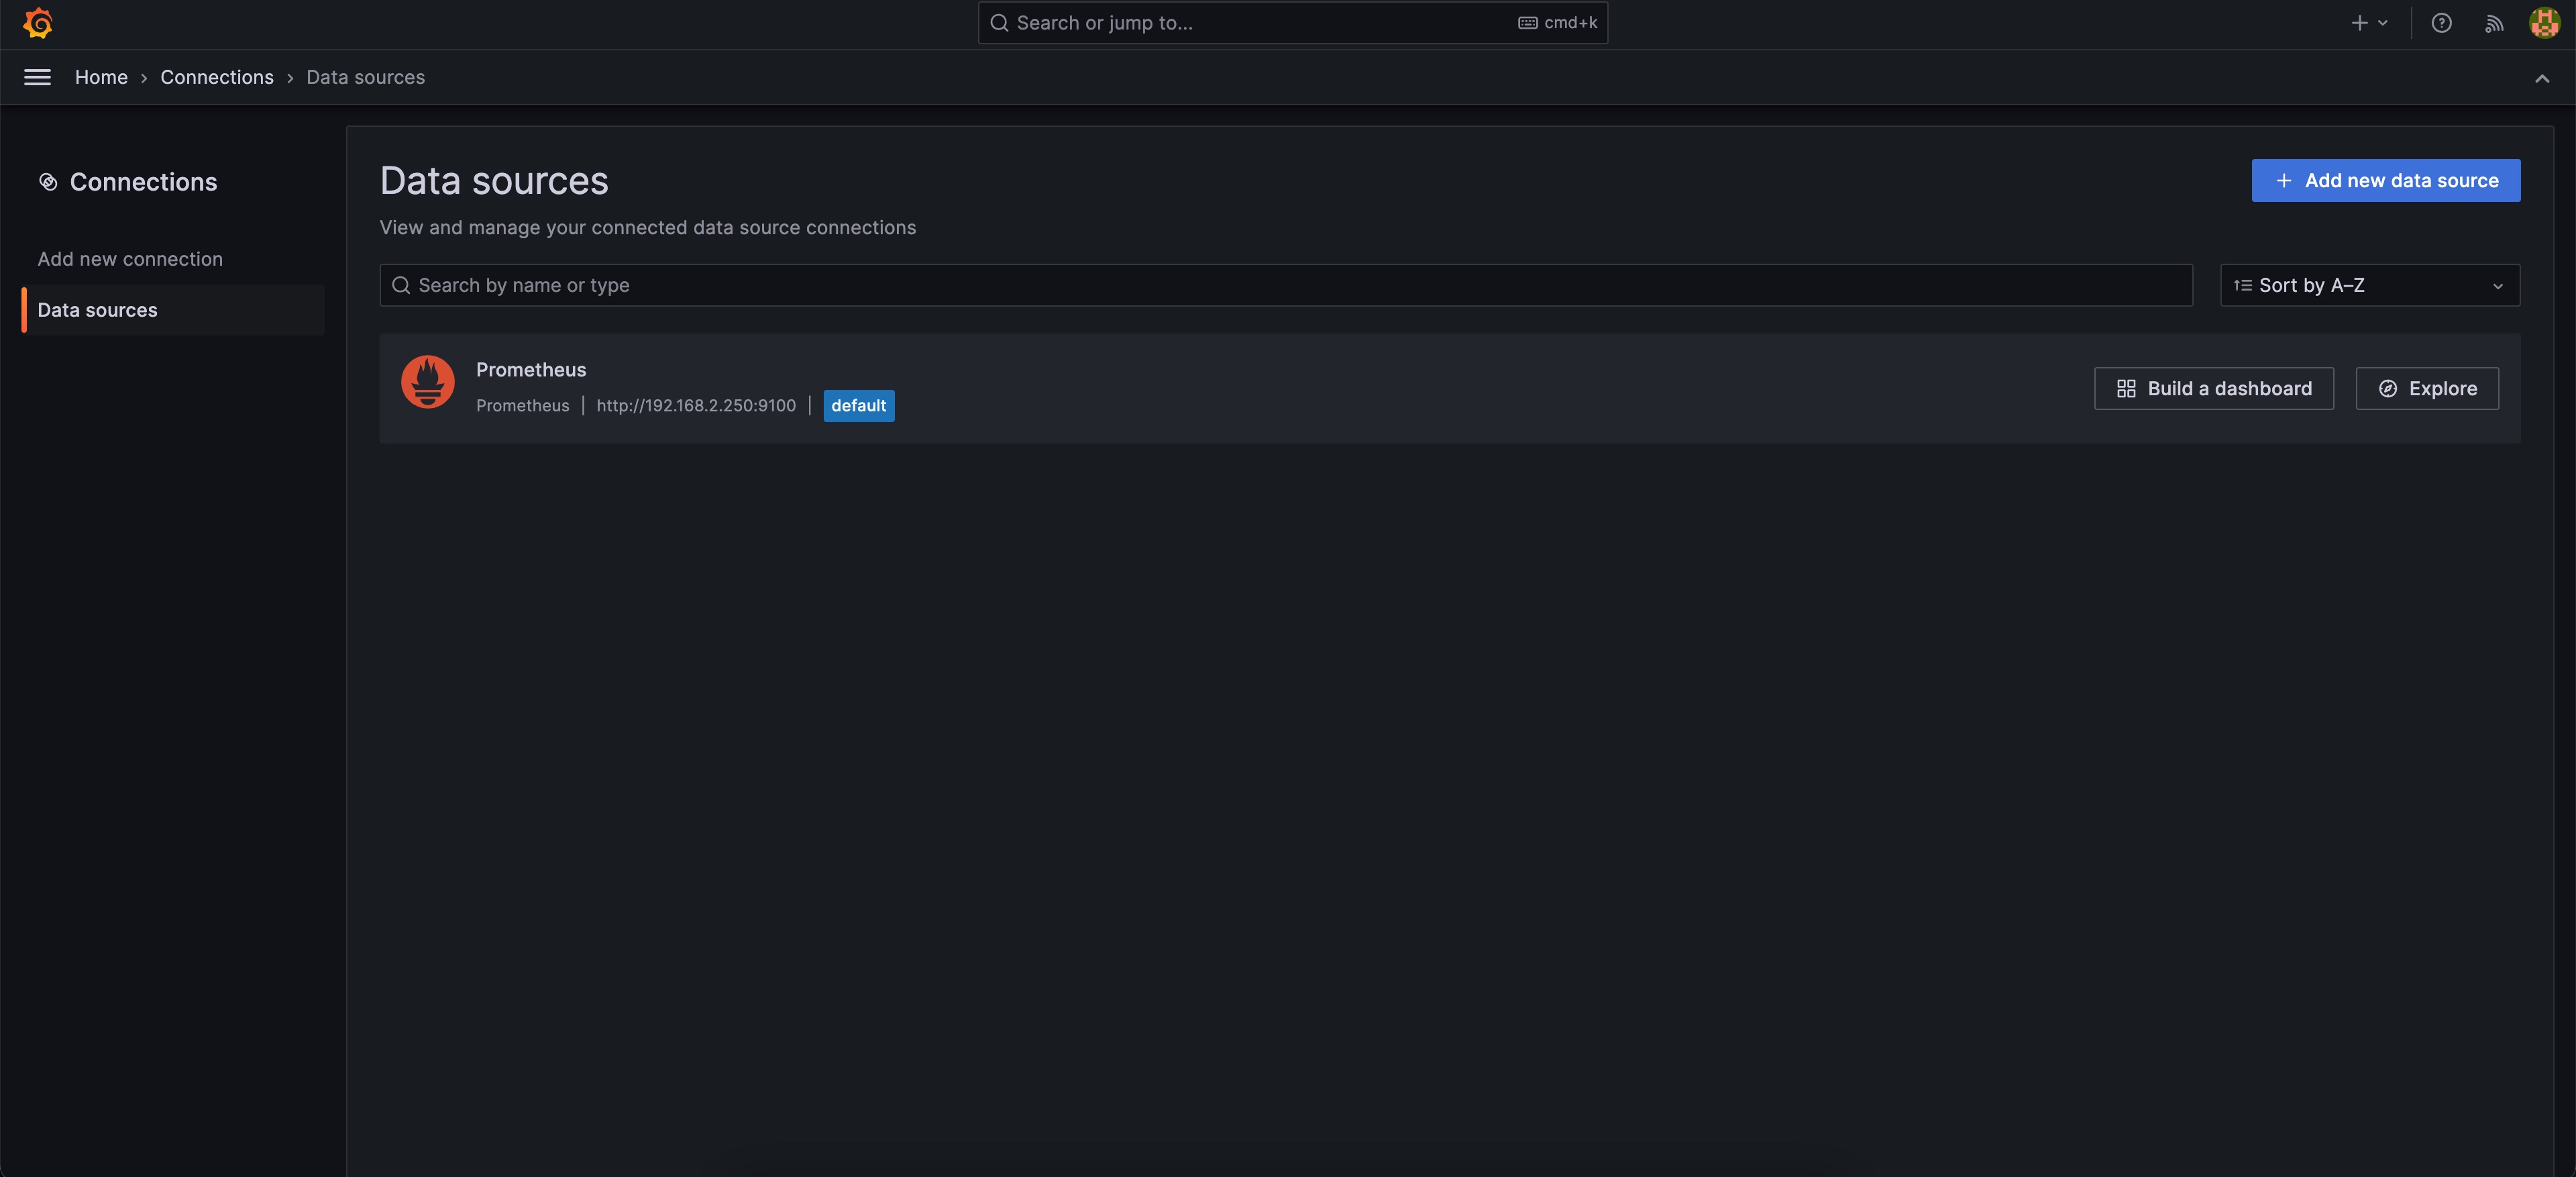 Search or jump to...
cmd+k
Home
Connections
Data sources
Connections
Add new connection
Data sources
Data sources
Add new data source
View and manage your connected data source connections
Search by name or type
Sort by A–Z
Prometheus
Prometheus | http://192.168.2.250:9100 | default
Build a dashboard
Explore